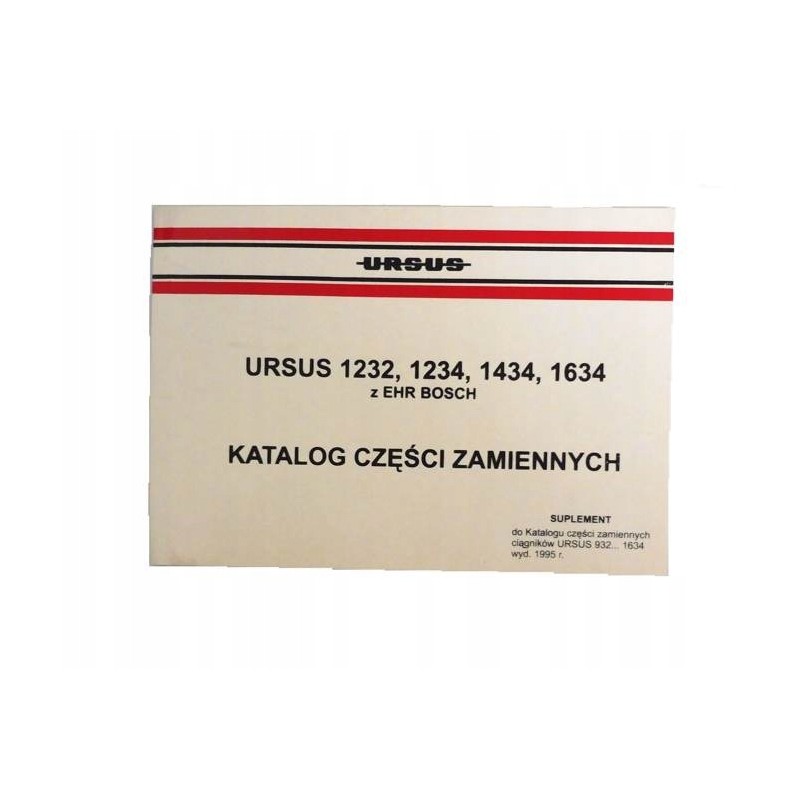 URSUS
URSUS 1232, 1234, 1434, 1634
z EHR BOSCH
KATALOG CZĘŚCI ZAMIENNYCH
SUPLEMENT
do Katalogu części zamiennych
ciągników URSUS 932... 1634
wyd. 1995 r.